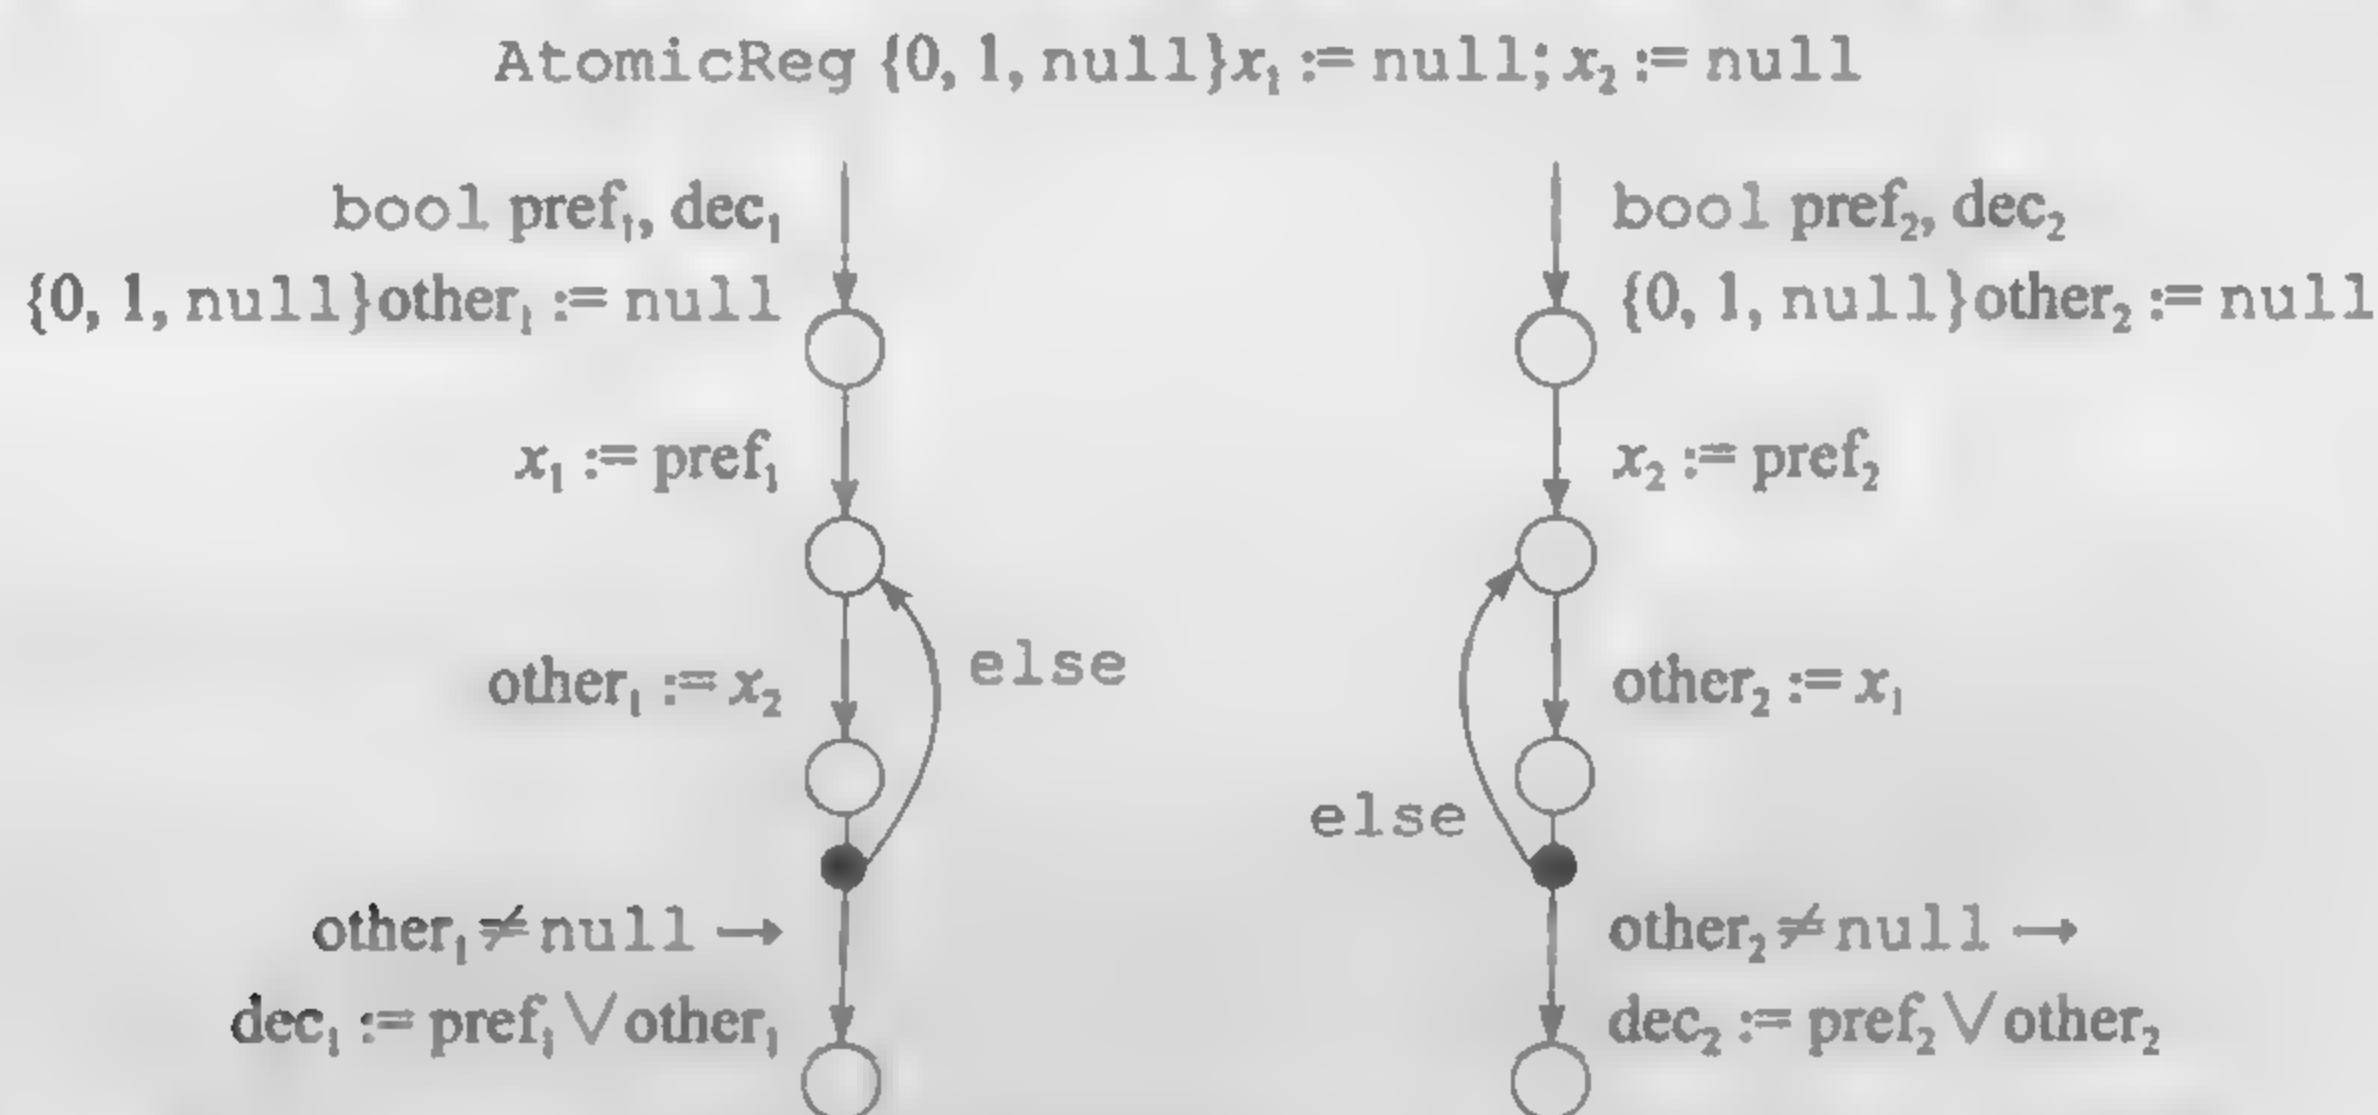 AtomicReg {0, 1, null}x₁ := null; x₂ := null
bool pref₁, dec₁
{0, 1, null}other₁ := null
x₁ := pref₁
other₁ := x₂
else
other₁ ≠ null →
dec₁ := pref₁ ∨ other₁
bool pref₂, dec₂
{0, 1, null}other₂ := null
x₂ := pref₂
other₂ := x₁
else
other₂ ≠ null →
dec₂ := pref₂ ∨ other₂